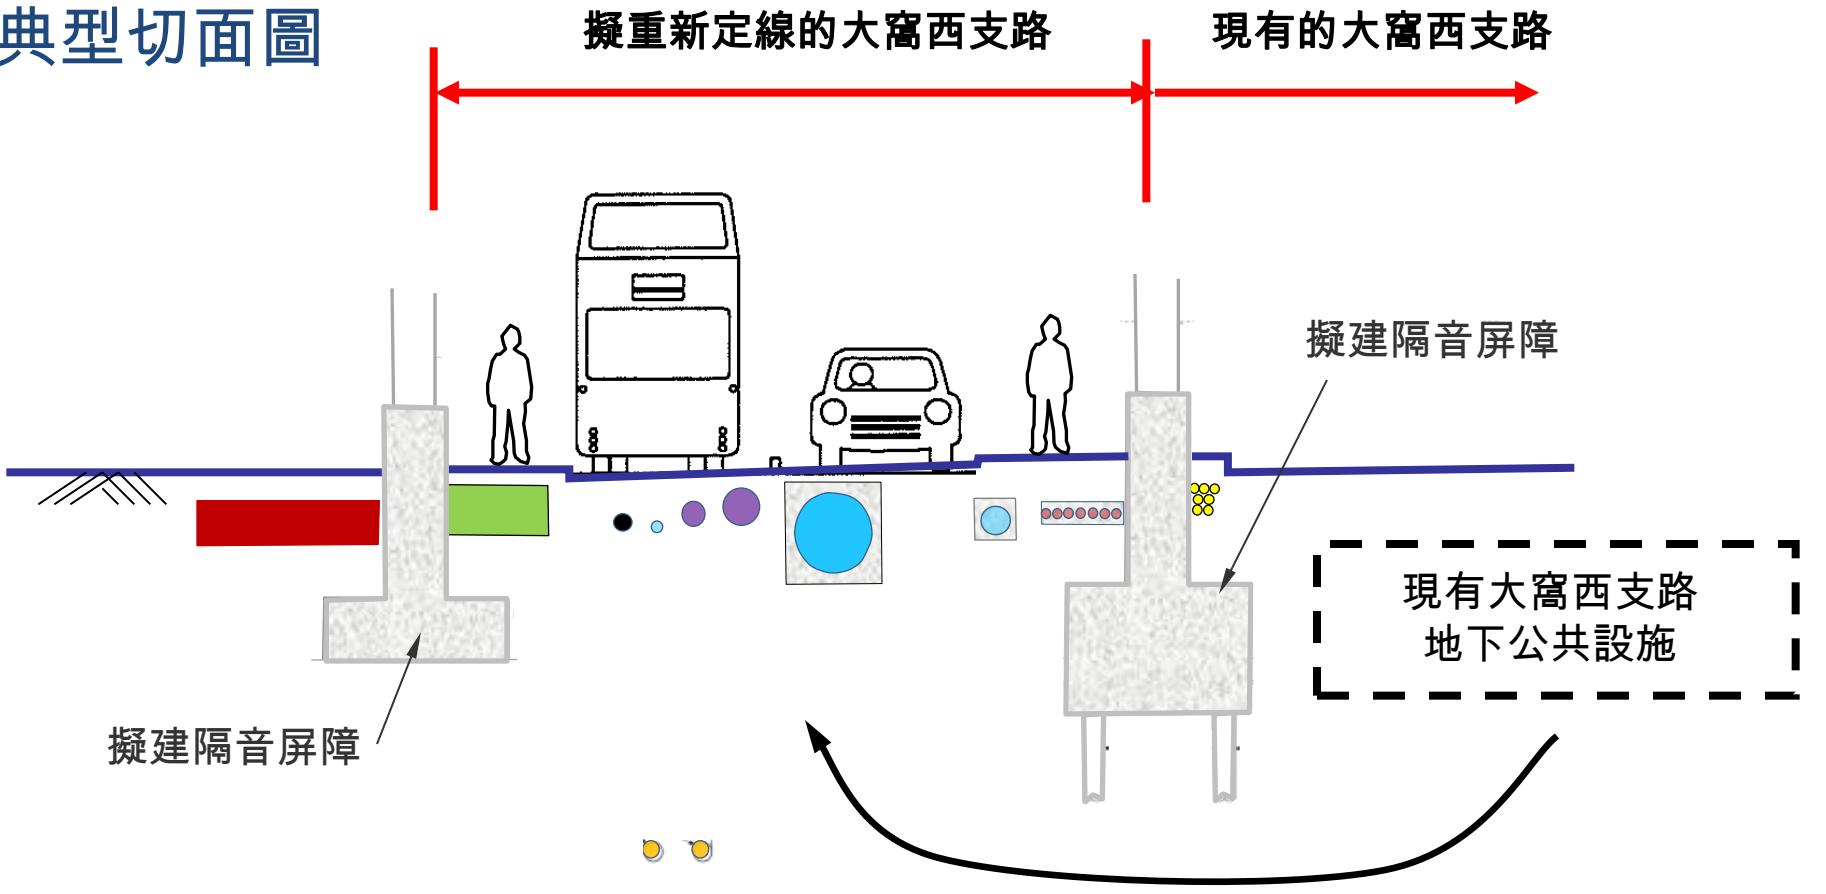 典型切面圖
擬重新定線的大窩西支路
現有的大窩西支路
擬建隔音屏障
現有大窩西支路
地下公共設施
擬建隔音屏障